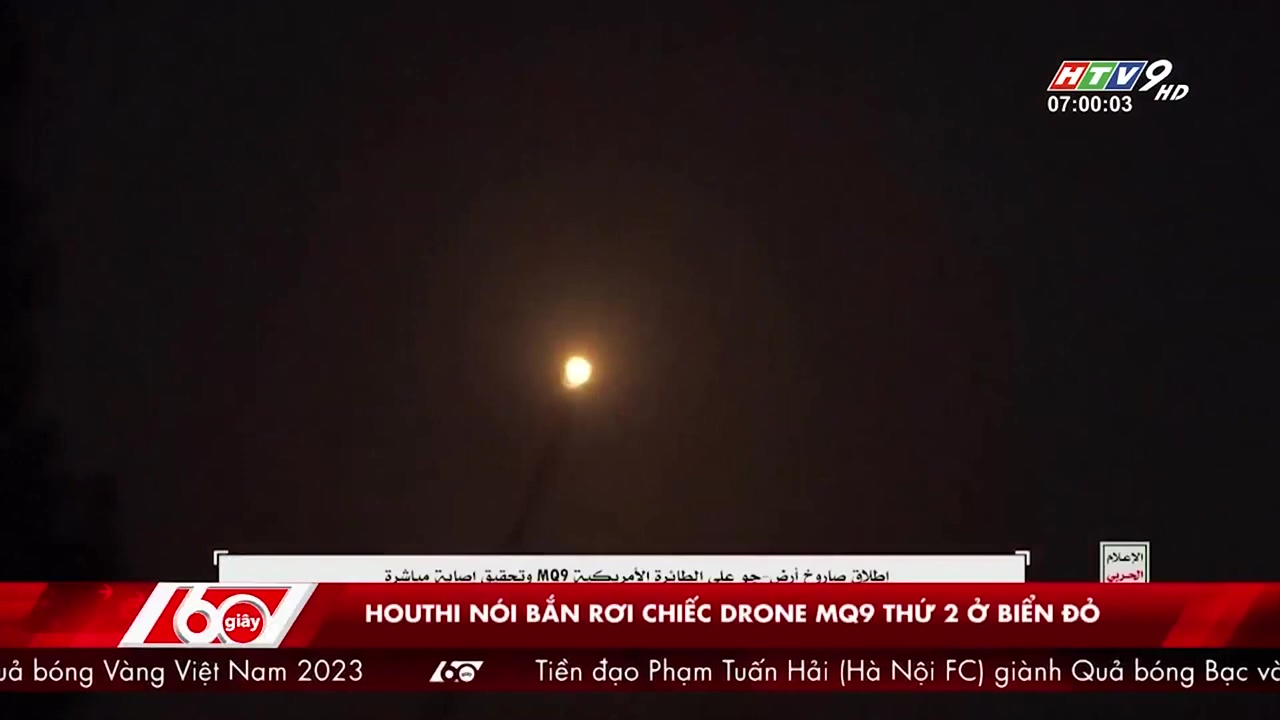 HTV9 HD
07:00:03
اطلاق صاروخ أرض-جو على الطائرة الأمريكية MQ9 وتحقيق اصابة مباشرة
الإعلام
الحربي
60 giây
HOUTHI NÓI BẮN RƠI CHIẾC DRONE MQ9 THỨ 2 Ở BIỂN ĐỎ
uả bóng Vàng Việt Nam 2023 60 giây Tiền đạo Phạm Tuấn Hải (Hà Nội FC) giành Quả bóng Bạc và